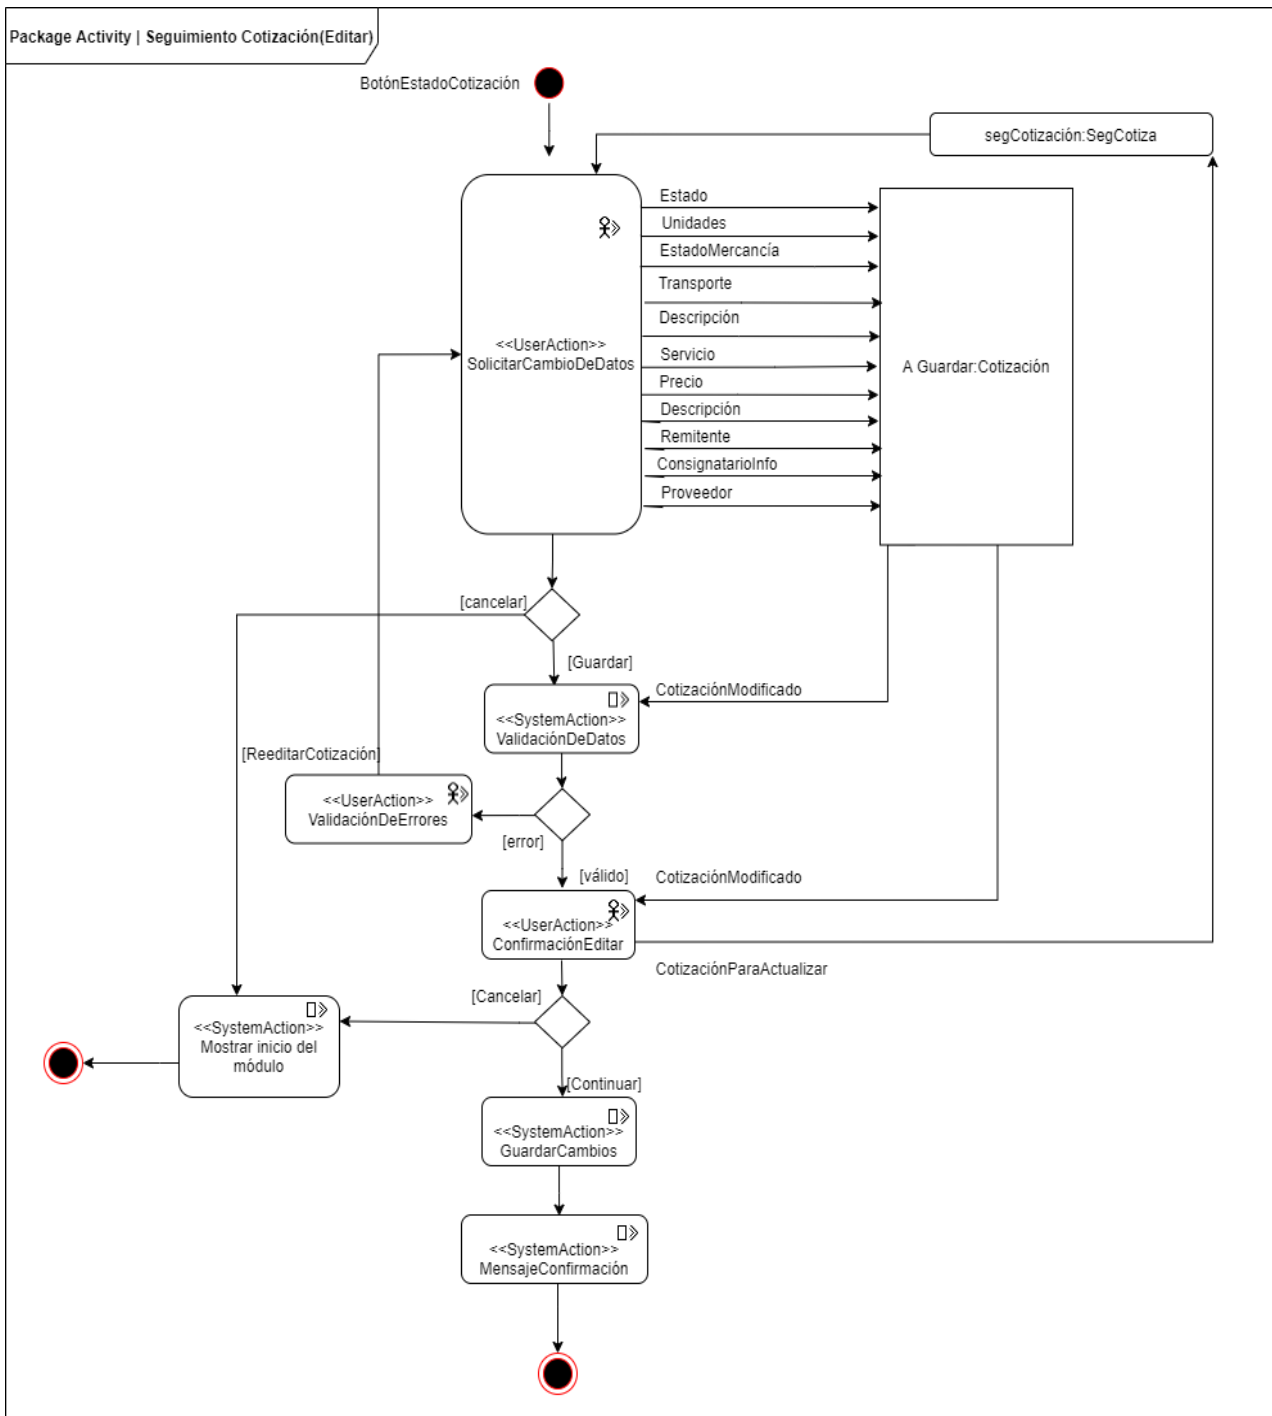 Package Activity | Seguimiento Cotización(Editar)
BotónEstadoCotización
segCotización:SegCotiza
Estado
Unidades
EstadoMercancía
Transporte
Descripción
<<UserAction>>
SolicitarCambioDeDatos
Servicio
A Guardar:Cotización
Precio
Descripción
Remitente
ConsignatarioInfo
Proveedor
[cancelar]
[Guardar]
CotizaciónModificado
<<SystemAction>>
ValidaciónDeDatos
[ReeditarCotización]
<<UserAction>>
ValidaciónDeErrores
[error]
[válido]
CotizaciónModificado
<<UserAction>>
ConfirmaciónEditar
CotizaciónParaActualizar
[Cancelar]
<<SystemAction>>
Mostrar inicio del
módulo
[Continuar]
<<SystemAction>>
GuardarCambios
<<SystemAction>>
MensajeConfirmación